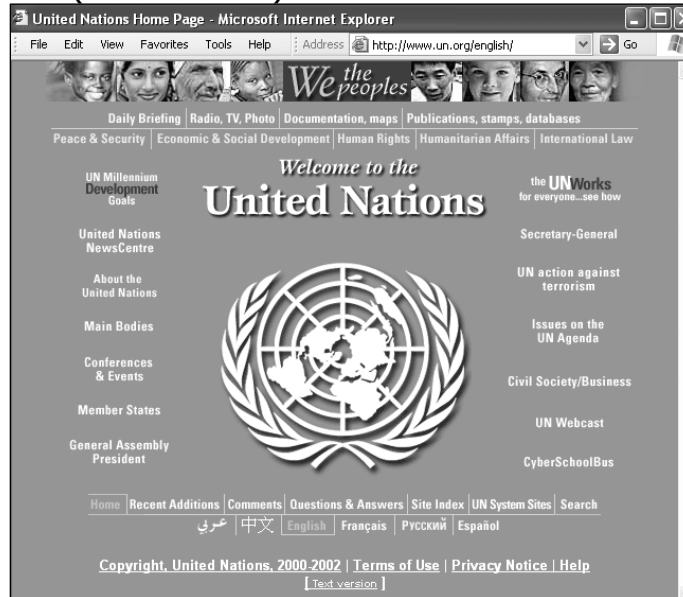 United Nations Home Page - Microsoft Internet Explorer
File Edit View Favorites Tools Help Address http://www.un.org/english/ Go
We the peoples
Daily Briefing | Radio, TV, Photo | Documentation, maps | Publications, stamps, databases
Peace & Security | Economic & Social Development | Human Rights | Humanitarian Affairs | International Law
Welcome to the
United Nations
UN Millennium
Development
Goals
United Nations
NewsCentre
About the
United Nations
Main Bodies
Conferences
& Events
Member States
General Assembly
President
the UN Works
for everyone...see how
Secretary-General
UN action against
terrorism
Issues on the
UN Agenda
Civil Society/Business
UN Webcast
CyberSchoolBus
Home | Recent Additions | Comments | Questions & Answers | Site Index | UN System Sites | Search
عربي | 中文 | English | Français | Русский | Español
Copyright, United Nations, 2000-2002 | Terms of Use | Privacy Notice | Help
[ Text version ]